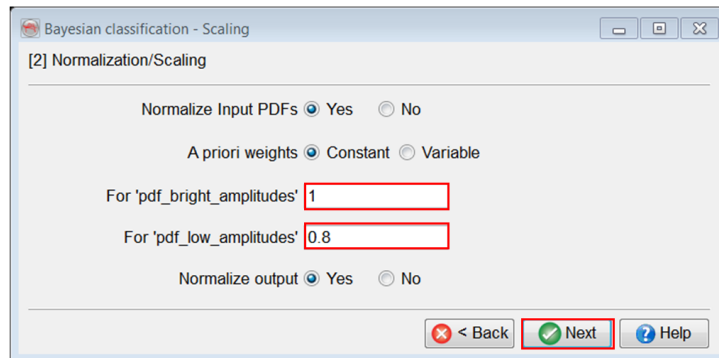 Bayesian classification - Scaling
[2] Normalization/Scaling
Normalize Input PDFs Yes No
A priori weights Constant Variable
For 'pdf_bright_amplitudes' 1
For 'pdf_low_amplitudes' 0.8
Normalize output Yes No
< Back Next ? Help